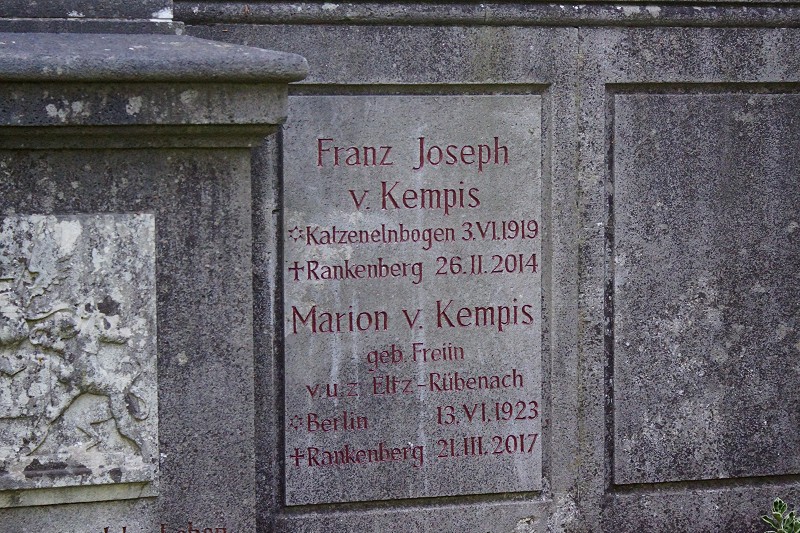 Franz Joseph
v. Kempis
✡Katzenelnbogen 3.VI.1919
✝Rankenberg 26.II.2014
Marion v. Kempis
geb. Freiin
v.u.z. Eltz-Rübenach
✡Berlin 13.VI.1923
✝Rankenberg 21.III.2017